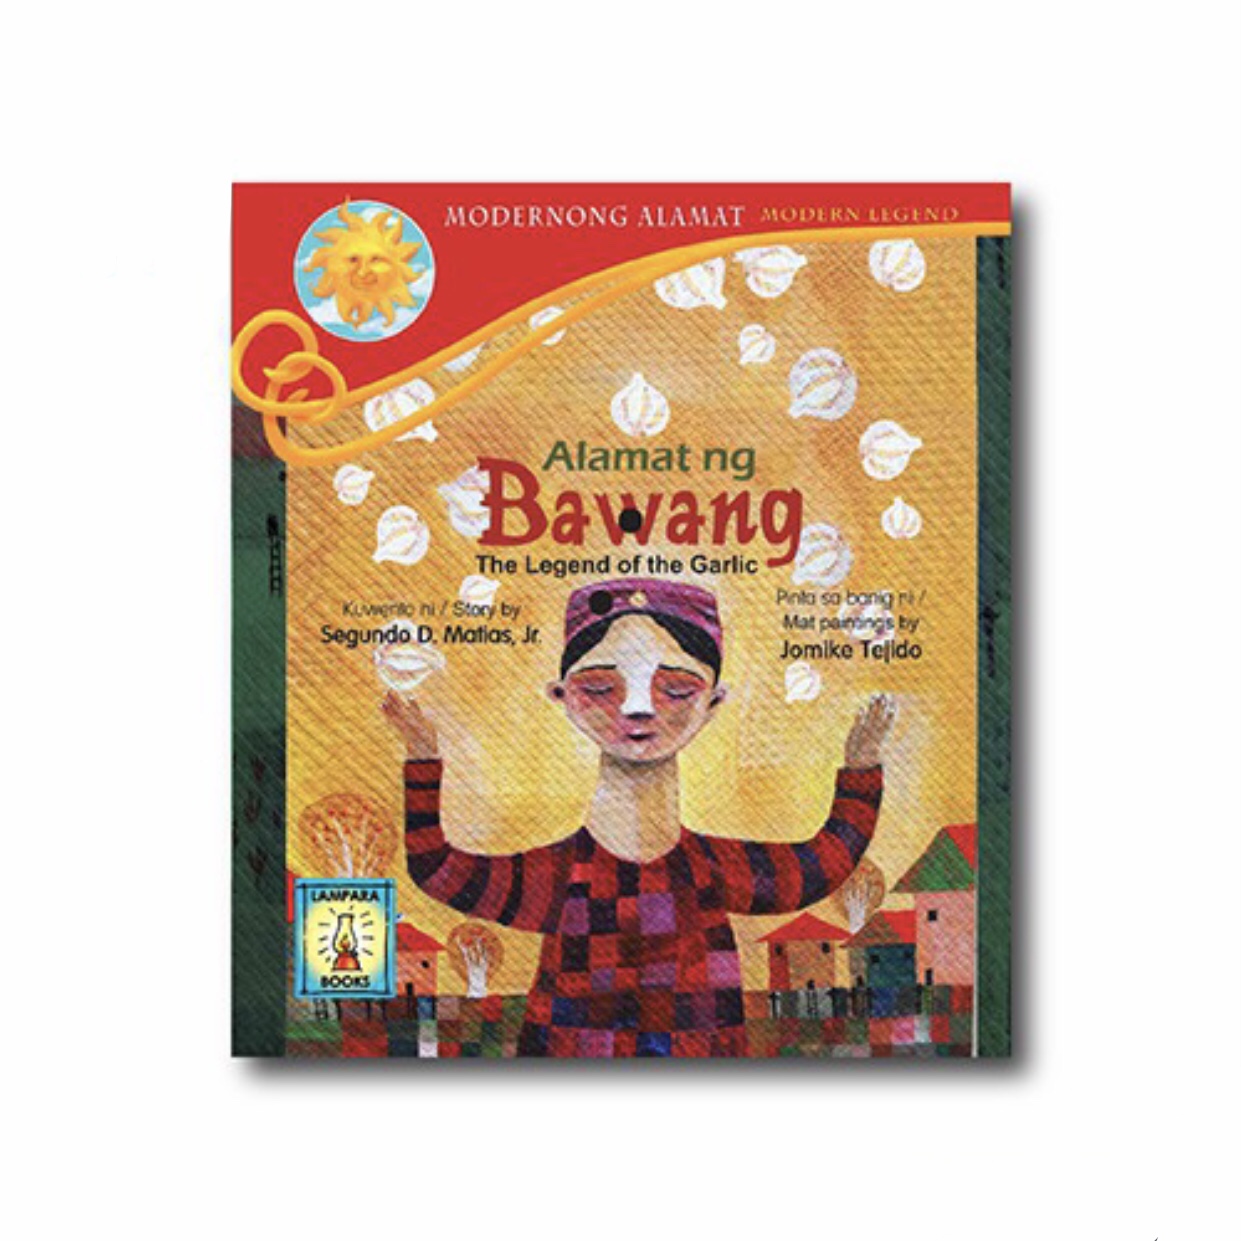 MODERNONG ALAMAT MODERN LEGEND
Alamat ng
Bawang
The Legend of the Garlic
Kuwento ni / Story by
Segundo D. Matias, Jr.
Pinta sa banig ni /
Mat paintings by
Jomike Tejido
LAMPARA
BOOKS